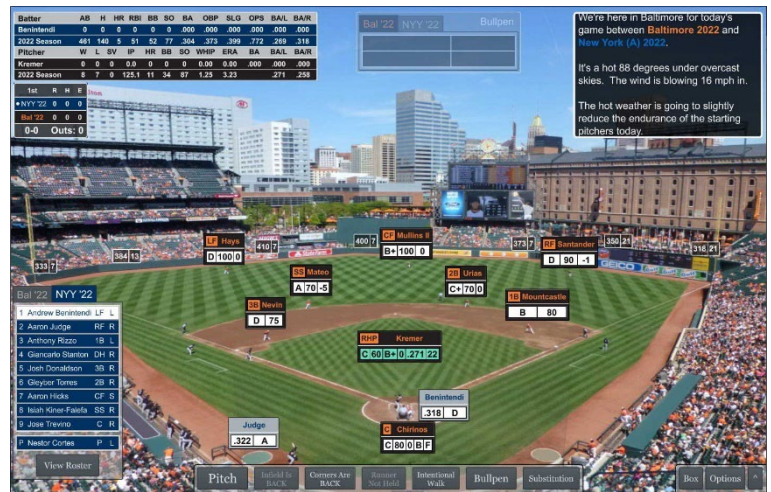 Batter AB H HR RBI BB SO BA OBP SLG OPS BA/L BA/R
Benintendi 0 0 0 0 0 0 .000 .000 .000 .000 .000 .000
2022 Season 461 140 5 51 52 77 .304 .373 .399 .772 .269 .318
Pitcher W L SV IP HR BB SO WHIP ERA BA BA/L BA/R
Kremer 0 0 0 0.0 0 0 0 0.00 0.00 .000 .000 .000
2022 Season 8 7 0 125.1 11 34 87 1.25 3.23 .271 .258
1st R H E
NYY '22 0 0 0
Bal '22 0 0 0
0-0 Outs: 0
Bal '22 NYY '22 Bullpen
We're here in Baltimore for today's
game between Baltimore 2022 and
New York (A) 2022.
It's a hot 88 degrees under overcast
skies. The wind is blowing 16 mph in.
The hot weather is going to slightly
reduce the endurance of the starting
pitchers today.
333 7
384 13
410 7
400 7
373 7
350 21
318 21
GEICO
LF Hays
D 100 0
CF Mullins II
B+ 100 0
RF Santander
D 90 -1
SS Mateo
A 70 -5
2B Urias
C+ 70 0
3B Nevin
D 75
1B Mountcastle
B 80
RHP Kremer
C 60 B+ 0 .271 22
Benintendi
.318 D
Judge
.322 A
C Chirinos
C 80 0 B F
Bal '22 NYY '22
1 Andrew Benintendi LF L
2 Aaron Judge RF R
3 Anthony Rizzo 1B L
4 Giancarlo Stanton DH R
5 Josh Donaldson 3B R
6 Gleyber Torres 2B R
7 Aaron Hicks CF S
8 Isiah Kiner-Falefa SS R
9 Jose Trevino C R
P Nestor Cortes P L
View Roster
Pitch
Infield Is BACK
Corners Are BACK
Runner Not Held
Intentional Walk
Bullpen
Substitution
Box
Options